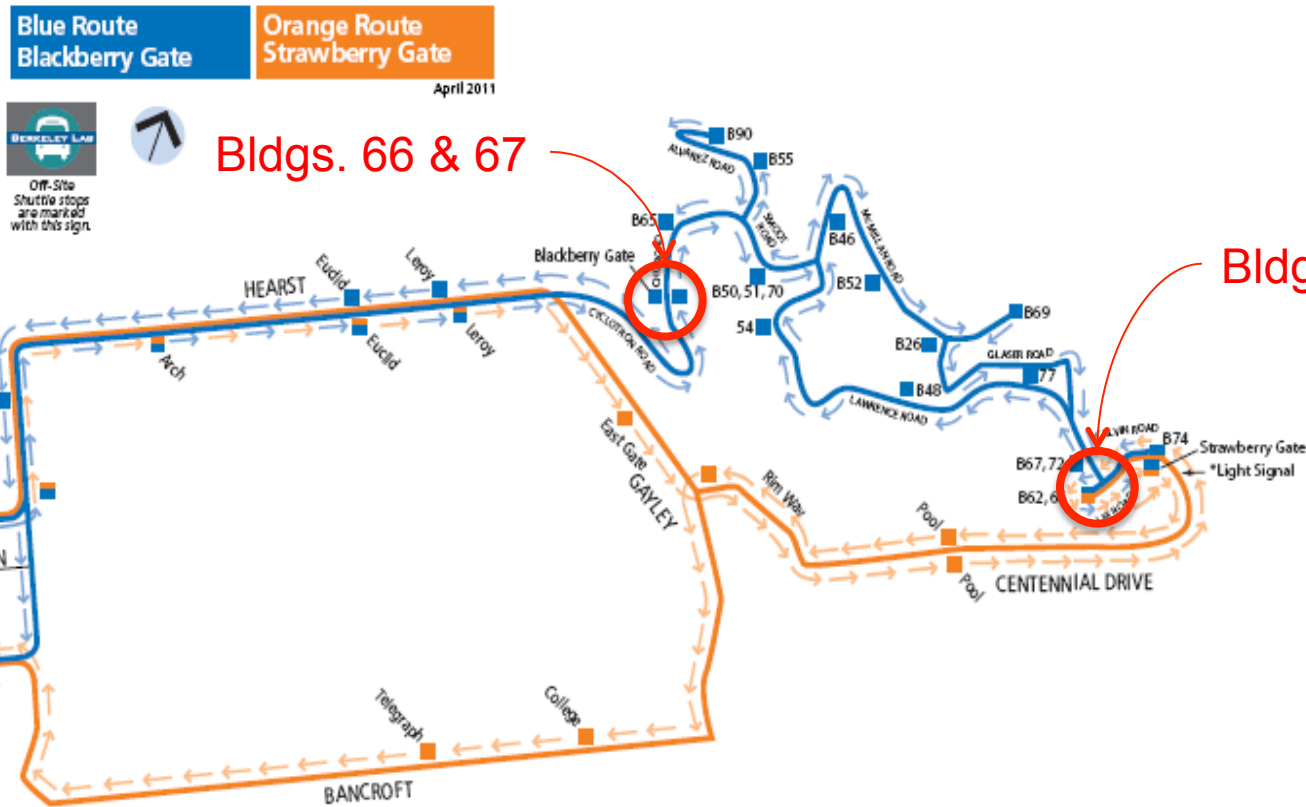 Blue Route
Blackberry Gate
Orange Route
Strawberry Gate
April 2011
BERKELEY LAB
Off-Site
Shuttle stops
are marked
with this sign.
Bldgs. 66 & 67
Bldg
B90
ALVAREZ ROAD
B55
B65
SMOOT
ROAD
B46
MCMILLAN ROAD
Blackberry Gate
B50, 51, 70
B52
HEARST
Euclid
Leroy
Arch
Euclid
Leroy
CYCLOTRON ROAD
54
B26
B69
GLASER ROAD
77
B48
LAWRENCE ROAD
B74
Strawberry Gate
*Light Signal
B67, 72
B62, 6
ROAD
East Gate
GAYLEY
Rim Way
Pool
Pool
CENTENNIAL DRIVE
N
Telegraph
College
BANCROFT